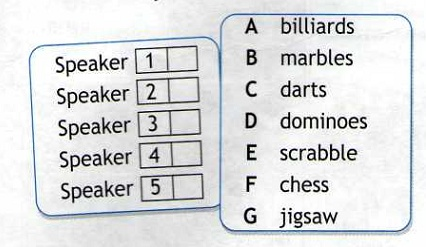 Speaker 1
Speaker 2
Speaker 3
Speaker 4
Speaker 5
A billiards
B marbles
C darts
D dominoes
E scrabble
F chess
G jigsaw